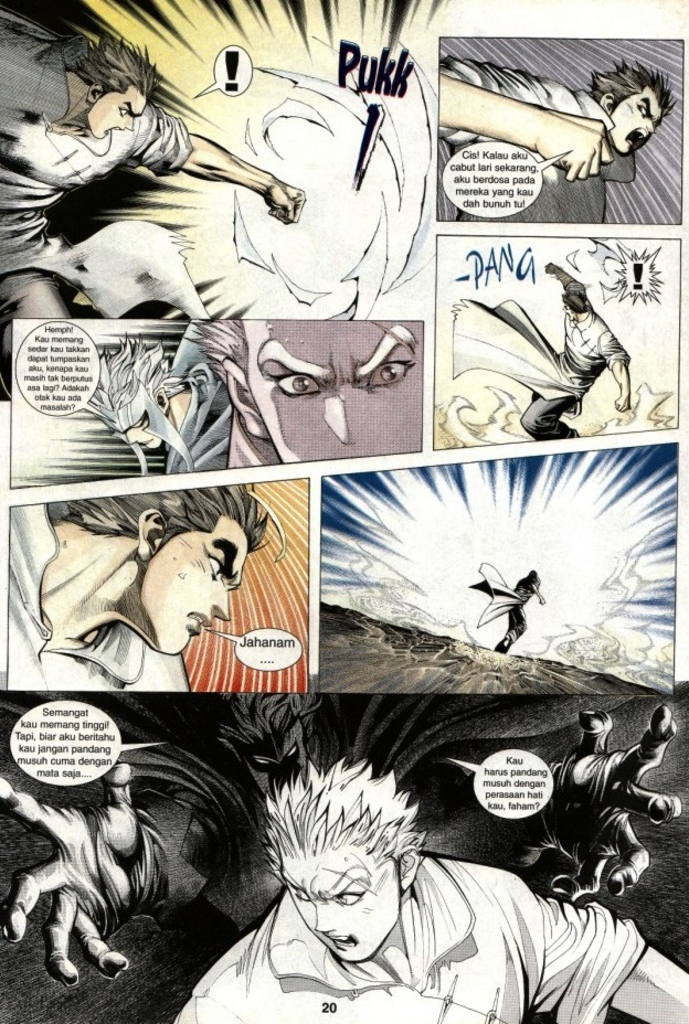 !
Pukk
!
Cis! Kalau aku
cabut lari sekarang,
aku berdosa pada
mereka yang kau
dah bunuh tu!
-PANG
!
Hemph!
Kau memang
sedar kau takkan
dapat tumpaskan
aku, kenapa kau
masih tak berputus
asa lagi? Adakah
otak kau ada
masalah?
Jahanam
....
Semangat
kau memang tinggi!
Tapi, biar aku beritahu
kau jangan pandang
musuh cuma dengan
mata saja....
Kau
harus pandang
musuh dengan
perasaan hati
kau, faham?
20